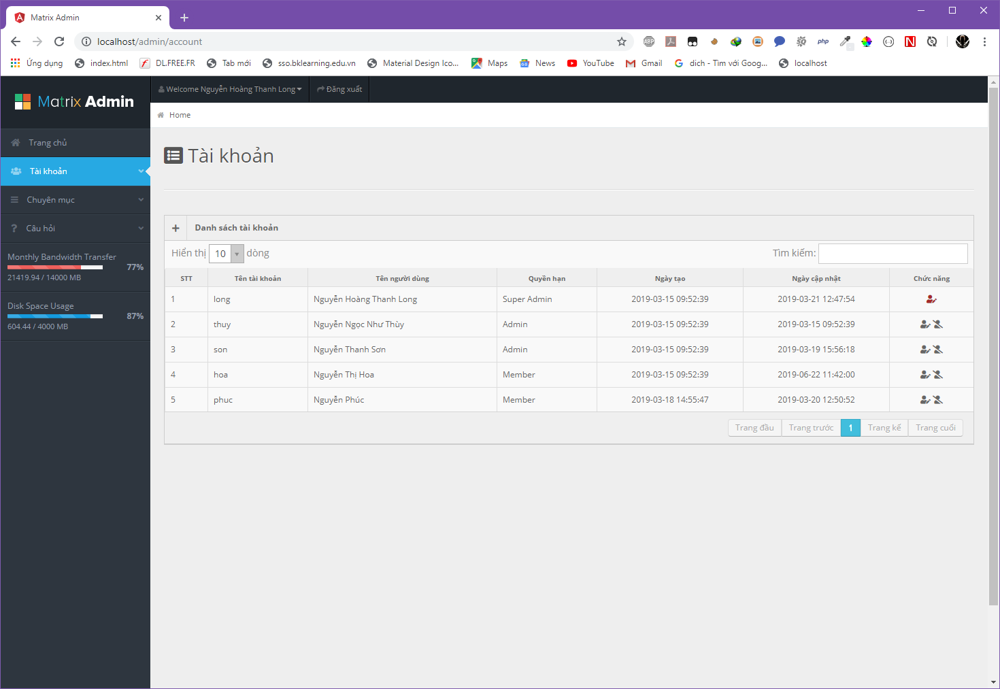 Matrix Admin
localhost/admin/account
ABP php
Ứng dụng index.html DL.FREE.FR Tab mới sso.bklearning.edu.vn Material Design Ico... Maps News YouTube Gmail dich - Tìm với Goog... localhost
Matrix Admin
Welcome Nguyễn Hoàng Thanh Long Đăng xuất
Home
Trang chủ
Tài khoản
Chuyên mục
Câu hỏi
Monthly Bandwidth Transfer
77%
21419.94 / 14000 MB
Disk Space Usage
87%
604.44 / 4000 MB
Tài khoản
Danh sách tài khoản
Hiển thị 10 dòng Tìm kiếm:
STT Tên tài khoản Tên người dùng Quyền hạn Ngày tạo Ngày cập nhật Chức năng
1 long Nguyễn Hoàng Thanh Long Super Admin 2019-03-15 09:52:39 2019-03-21 12:47:54
2 thuy Nguyễn Ngọc Như Thùy Admin 2019-03-15 09:52:39 2019-03-15 09:52:39
3 son Nguyễn Thanh Sơn Admin 2019-03-15 09:52:39 2019-03-19 15:56:18
4 hoa Nguyễn Thị Hoa Member 2019-03-15 09:52:39 2019-06-22 11:42:00
5 phuc Nguyễn Phúc Member 2019-03-18 14:55:47 2019-03-20 12:50:52
Trang đầu Trang trước 1 Trang kế Trang cuối